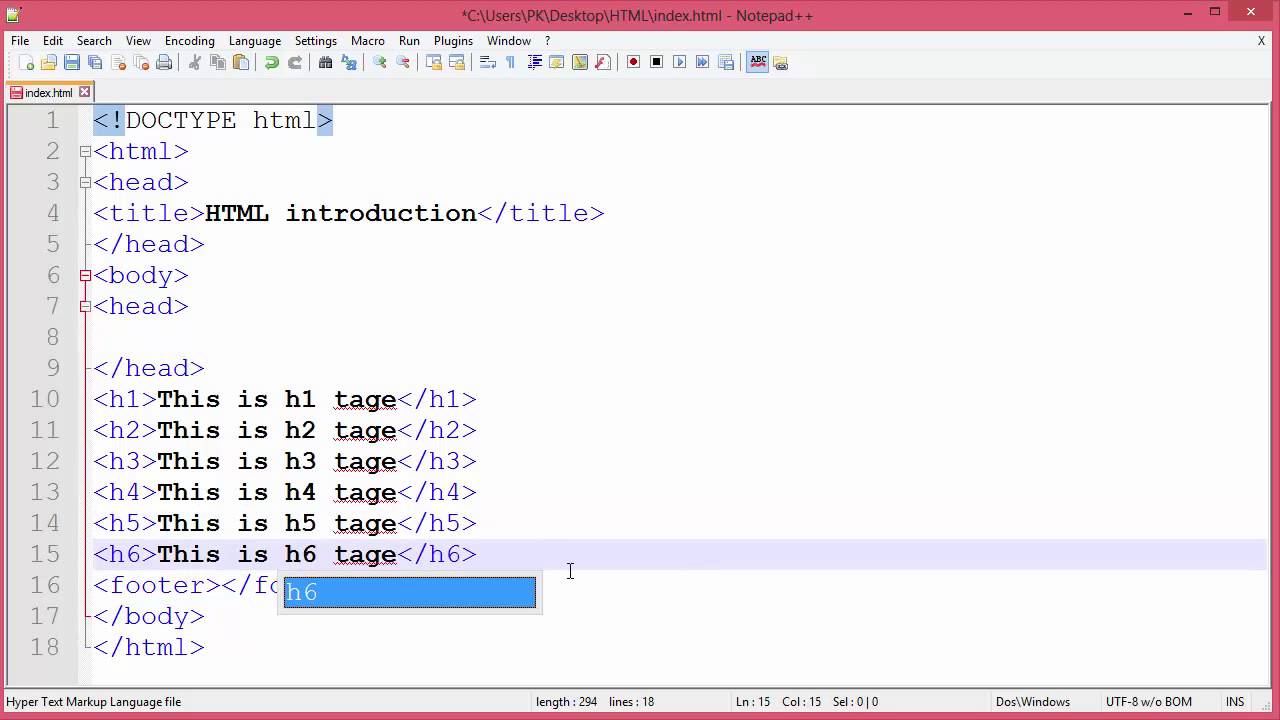 *C:\Users\PK\Desktop\HTML\index.html - Notepad++
File Edit Search View Encoding Language Settings Macro Run Plugins Window ? X
ABC
index.html
1 <!DOCTYPE html>
2 <html>
3 <head>
4 <title>HTML introduction</title>
5 </head>
6 <body>
7 <head>
8
9 </head>
10 <h1>This is h1 tage</h1>
11 <h2>This is h2 tage</h2>
12 <h3>This is h3 tage</h3>
13 <h4>This is h4 tage</h4>
14 <h5>This is h5 tage</h5>
15 <h6>This is h6 tage</h6>
16 <footer></fo
h6
17 </body>
18 </html>
Hyper Text Markup Language file length : 294 lines : 18 Ln : 15 Col : 15 Sel : 0 | 0 Dos\Windows UTF-8 w/o BOM INS